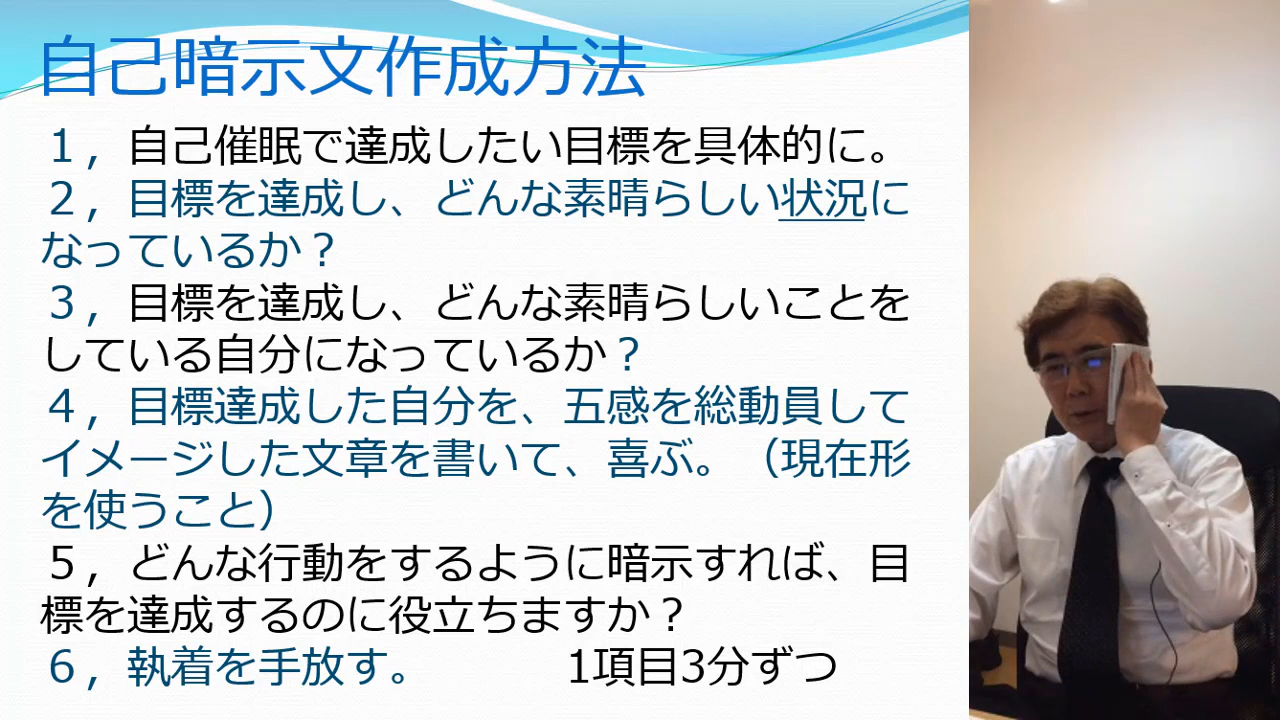 自己暗示文作成方法
１，自己催眠で達成したい目標を具体的に。
２，目標を達成し、どんな素晴らしい状況に
なっているか？
３，目標を達成し、どんな素晴らしいことを
している自分になっているか？
４，目標達成した自分を、五感を総動員して
イメージした文章を書いて、喜ぶ。（現在形
を使うこと）
５，どんな行動をするように暗示すれば、目
標を達成するのに役立ちますか？
６，執着を手放す。　　　　1項目3分ずつ